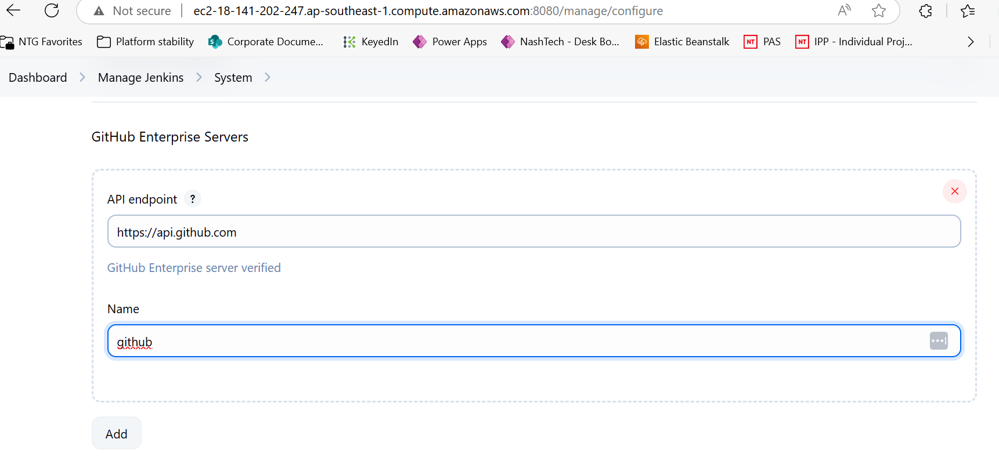 Not secure ec2-18-141-202-247.ap-southeast-1.compute.amazonaws.com:8080/manage/configure
NTG Favorites Platform stability Corporate Docume... KeyedIn Power Apps NashTech - Desk Bo... Elastic Beanstalk NT PAS NT IPP - Individual Proj...
Dashboard Manage Jenkins System
GitHub Enterprise Servers
API endpoint ?
https://api.github.com
GitHub Enterprise server verified
Name
github
Add